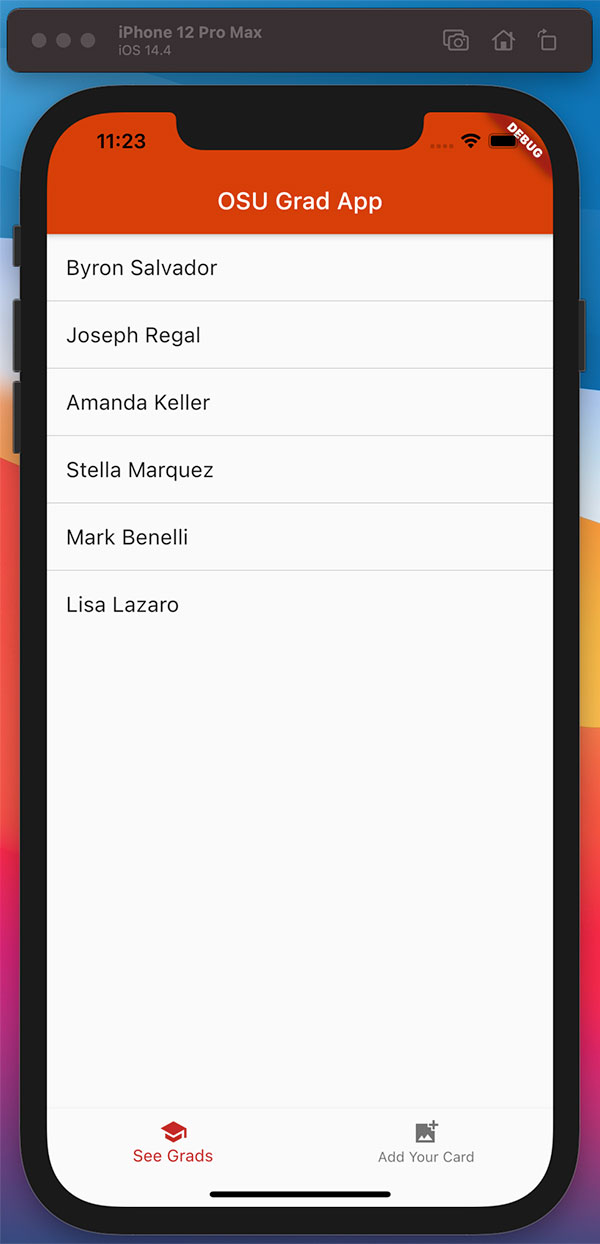 iPhone 12 Pro Max
iOS 14.4
11:23
DEBUG
OSU Grad App
Byron Salvador
Joseph Regal
Amanda Keller
Stella Marquez
Mark Benelli
Lisa Lazaro
See Grads
Add Your Card